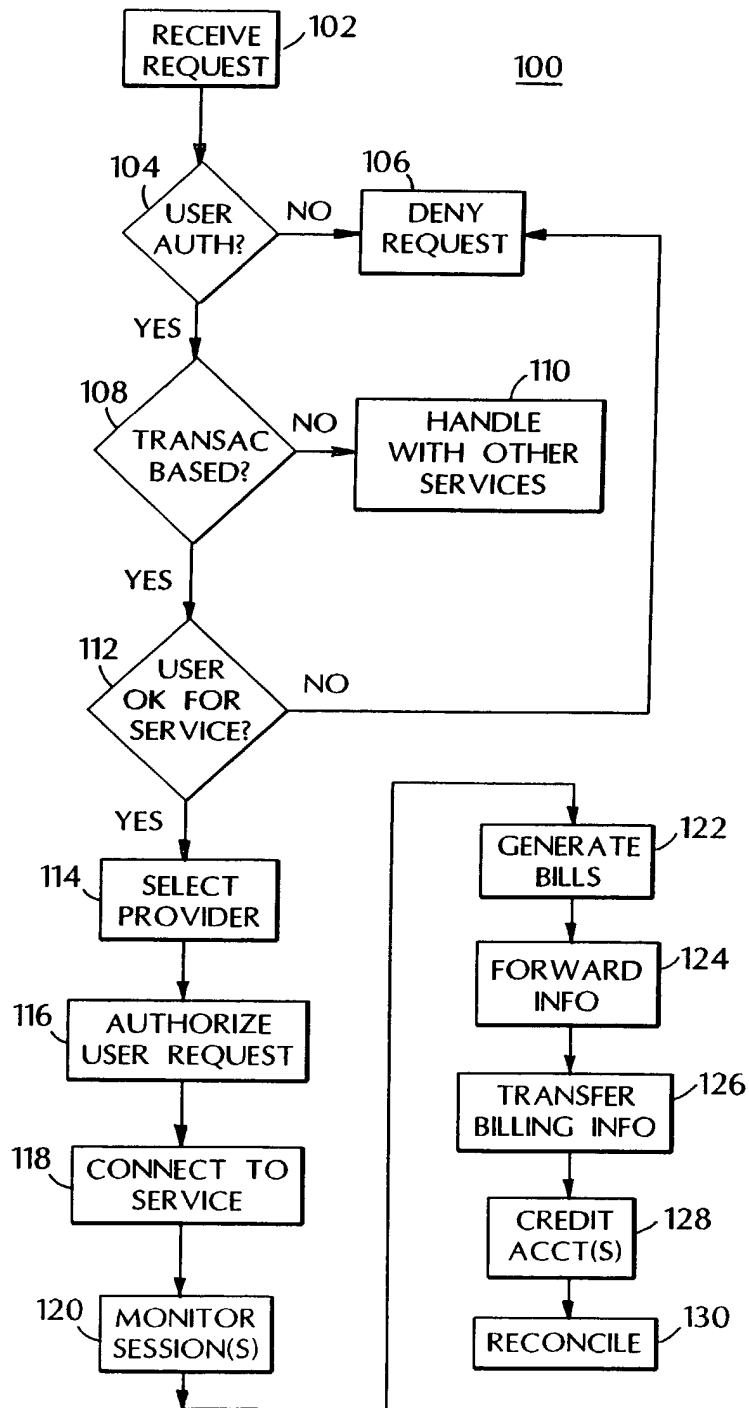 RECEIVE
REQUEST
102
100
104
USER
AUTH?
NO
106
DENY
REQUEST
YES
108
TRANSAC
BASED?
NO
110
HANDLE
WITH OTHER
SERVICES
YES
112
USER
OK FOR
SERVICE?
NO
YES
114
SELECT
PROVIDER
116
AUTHORIZE
USER REQUEST
118
CONNECT TO
SERVICE
120
MONITOR
SESSION(S)
GENERATE
BILLS
122
FORWARD
INFO
124
TRANSFER
BILLING INFO
126
CREDIT
ACCT(S)
128
RECONCILE
130